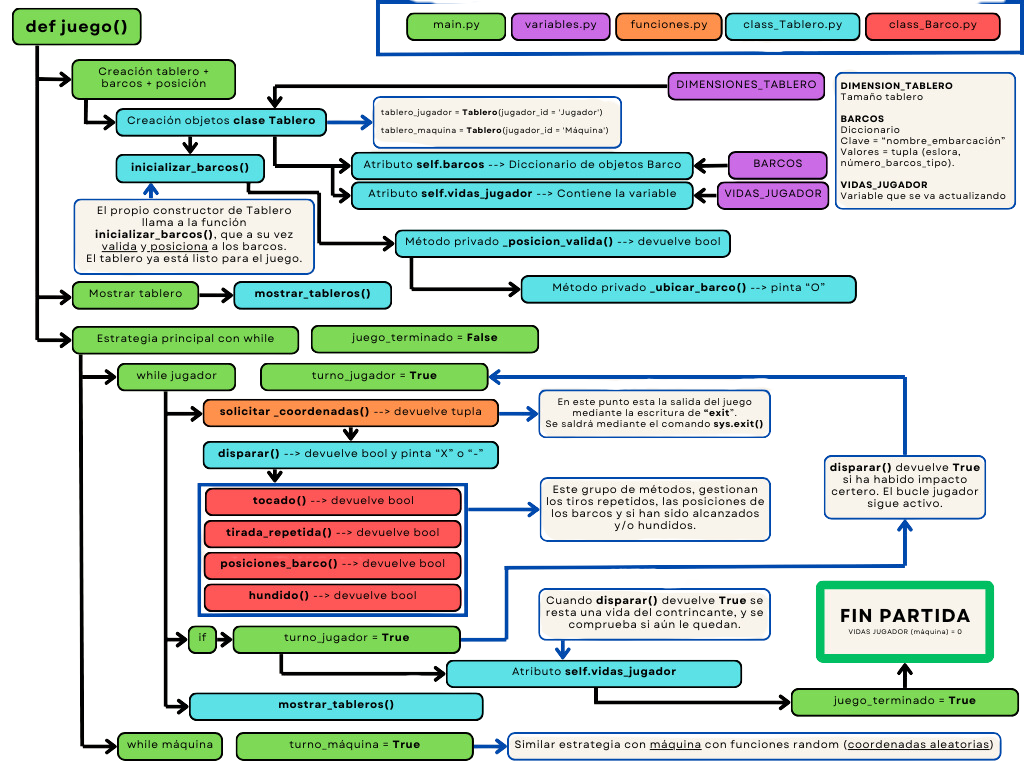 def juego()
main.py
variables.py
funciones.py
class_Tablero.py
class_Barco.py
Creación tablero +
barcos + posición
DIMENSIONES_TABLERO
DIMENSION_TABLERO
Tamaño tablero
BARCOS
Diccionario
Clave = “nombre_embarcación”
Valores = tupla (eslora,
número_barcos_tipo).
VIDAS_JUGADOR
Variable que se va actualizando
Creación objetos clase Tablero
tablero_jugador = Tablero(jugador_id = 'Jugador')
tablero_maquina = Tablero(jugador_id = 'Máquina')
inicializar_barcos()
Atributo self.barcos --> Diccionario de objetos Barco
BARCOS
Atributo self.vidas_jugador --> Contiene la variable
VIDAS_JUGADOR
El propio constructor de Tablero
llama a la función
inicializar_barcos(), que a su vez
valida y posiciona a los barcos.
El tablero ya está listo para el juego.
Método privado _posicion_valida() --> devuelve bool
Método privado _ubicar_barco() --> pinta “O”
Mostrar tablero
mostrar_tableros()
Estrategia principal con while
juego_terminado = False
while jugador
turno_jugador = True
solicitar _coordenadas() --> devuelve tupla
En este punto esta la salida del juego
mediante la escritura de “exit”.
Se saldrá mediante el comando sys.exit()
disparar() --> devuelve bool y pinta “X” o “-”
disparar() devuelve True
si ha habido impacto
certero. El bucle jugador
sigue activo.
tocado() --> devuelve bool
tirada_repetida() --> devuelve bool
posiciones_barco() --> devuelve bool
hundido() --> devuelve bool
Este grupo de métodos, gestionan
los tiros repetidos, las posiciones de
los barcos y si han sido alcanzados
y/o hundidos.
Cuando disparar() devuelve True se
resta una vida del contrincante, y se
comprueba si aún le quedan.
FIN PARTIDA
VIDAS JUGADOR (máquina) = 0
if
turno_jugador = True
Atributo self.vidas_jugador
juego_terminado = True
mostrar_tableros()
while máquina
turno_máquina = True
Similar estrategia con máquina con funciones random (coordenadas aleatorias)